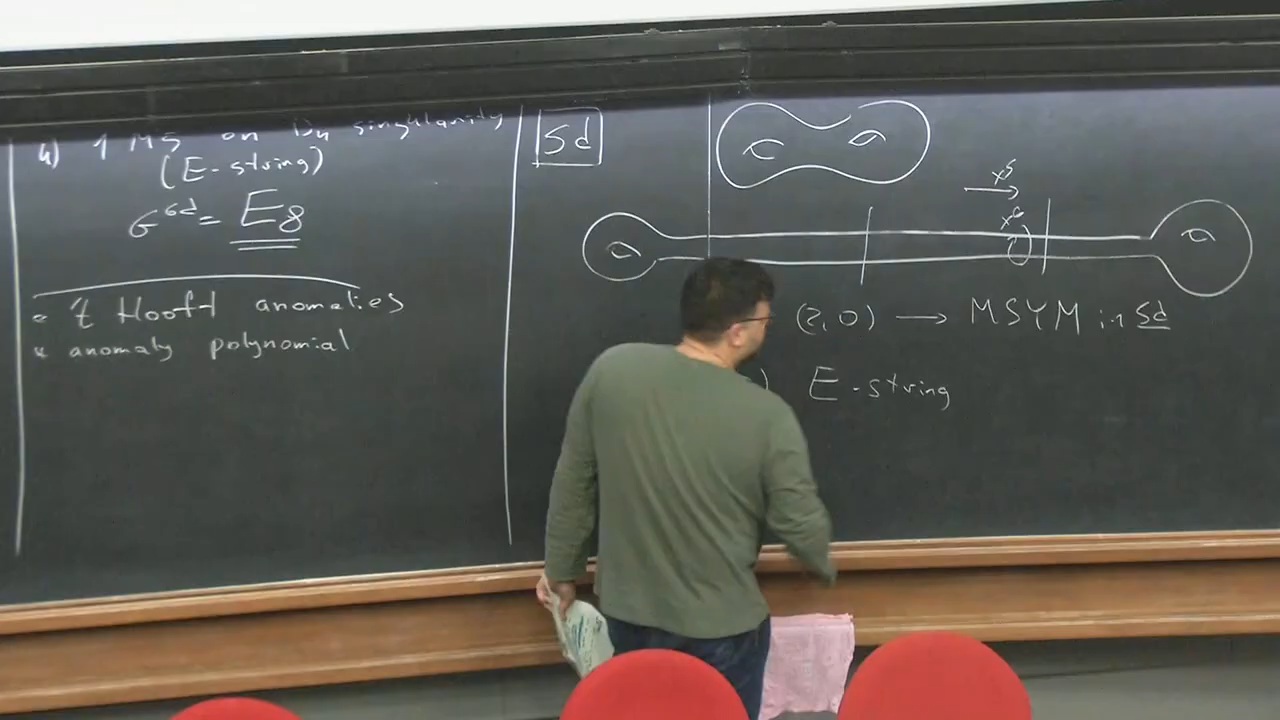 4) 1 M5 on Dn singularity
(E-string)
G^6d = E8
't Hooft anomalies
anomaly polynomial
5d
x^5
x^6
(2,0) → MSYM in 5d
) E-string